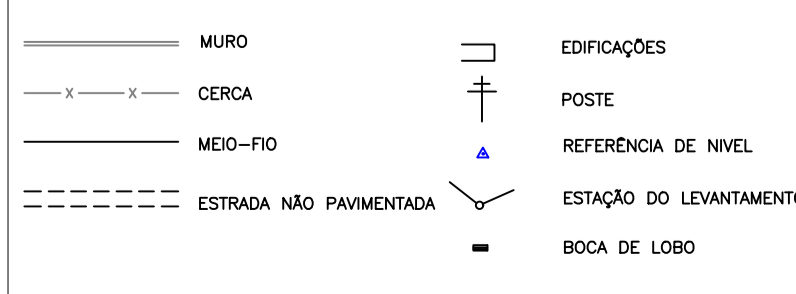 MURO
CERCA
MEIO-FIO
ESTRADA NÃO PAVIMENTADA
EDIFICAÇÕES
POSTE
REFERÊNCIA DE NIVEL
ESTAÇÃO DO LEVANTAMENTO
BOCA DE LOBO